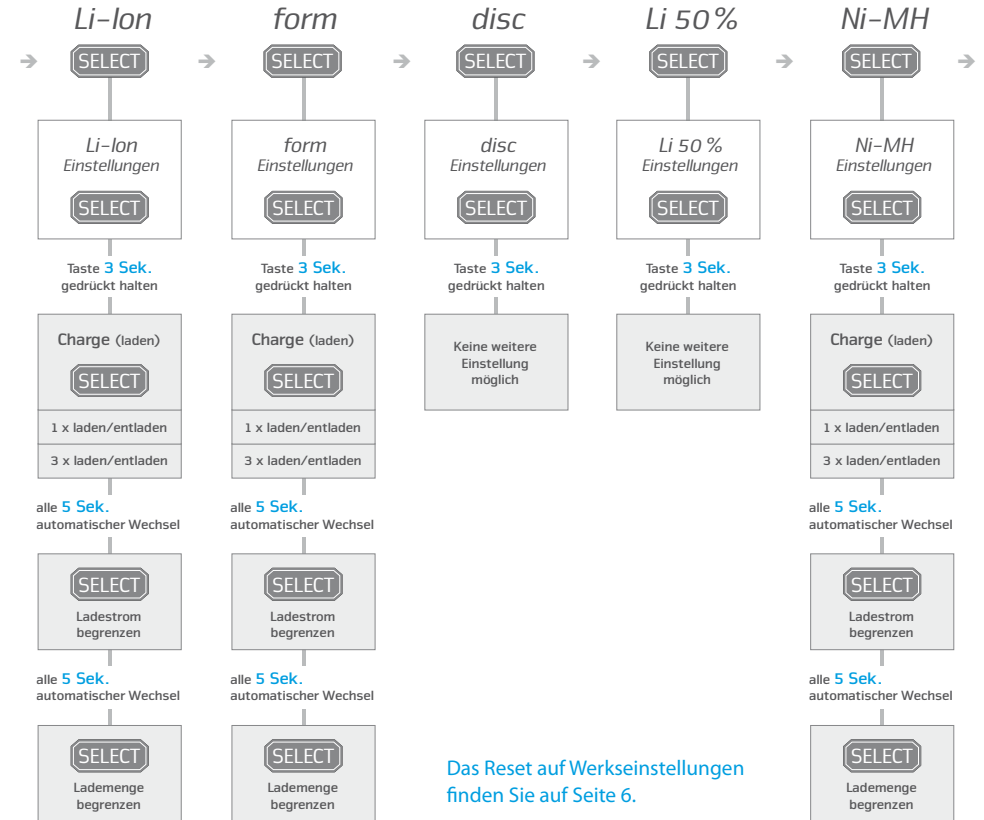 Li-Ion
form
disc
Li 50 %
Ni-MH
SELECT
SELECT
SELECT
SELECT
SELECT
Li-Ion
Einstellungen
SELECT
Taste 3 Sek.
gedrückt halten
Charge (laden)
SELECT
1 x laden/entladen
3 x laden/entladen
alle 5 Sek.
automatischer Wechsel
SELECT
Ladestrom
begrenzen
alle 5 Sek.
automatischer Wechsel
SELECT
Lademenge
begrenzen
form
Einstellungen
SELECT
Taste 3 Sek.
gedrückt halten
Charge (laden)
SELECT
1 x laden/entladen
3 x laden/entladen
alle 5 Sek.
automatischer Wechsel
SELECT
Ladestrom
begrenzen
alle 5 Sek.
automatischer Wechsel
SELECT
Lademenge
begrenzen
disc
Einstellungen
SELECT
Taste 3 Sek.
gedrückt halten
Keine weitere
Einstellung
möglich
Li 50 %
Einstellungen
SELECT
Taste 3 Sek.
gedrückt halten
Keine weitere
Einstellung
möglich
Ni-MH
Einstellungen
SELECT
Taste 3 Sek.
gedrückt halten
Charge (laden)
SELECT
1 x laden/entladen
3 x laden/entladen
alle 5 Sek.
automatischer Wechsel
SELECT
Ladestrom
begrenzen
alle 5 Sek.
automatischer Wechsel
SELECT
Lademenge
begrenzen
Das Reset auf Werkseinstellungen
finden Sie auf Seite 6.